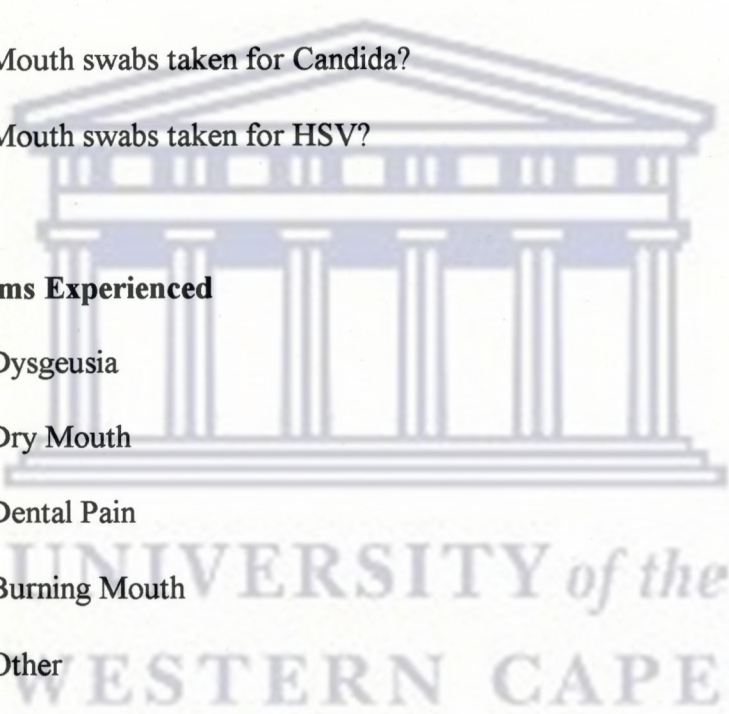 Mouth swabs taken for Candida?
Mouth swabs taken for HSV?
ms Experienced
Dysgeusia
Dry Mouth
Dental Pain
Burning Mouth
Other
UNIVERSITY of the
WESTERN CAPE